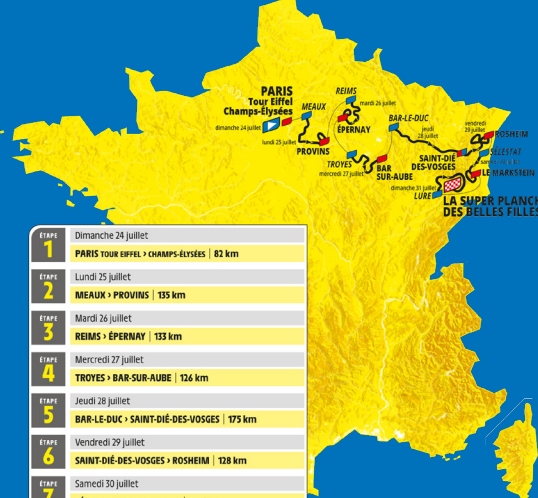 PARIS
Tour Eiffel
Champs-Élysées
dimanche 24 juillet
MEAUX
lundi 25 juillet
PROVINS
REIMS
mardi 26 juillet
ÉPERNAY
TROYES
mercredi 27 juillet
BAR
SUR-AUBE
BAR-LE-DUC
jeudi
28 juillet
SAINT-DIÉ
DES-VOSGES
vendredi
29 juillet
ROSHEIM
SÉLESTAT
LE MARKSTEIN
dimanche 31 juillet
LURE
LA SUPER PLANCH
DES BELLES FILLES
ÉTAPE
1
Dimanche 24 juillet
PARIS TOUR EIFFEL > CHAMPS-ÉLYSÉES | 82 km
ÉTAPE
2
Lundi 25 juillet
MEAUX > PROVINS | 135 km
ÉTAPE
3
Mardi 26 juillet
REIMS > ÉPERNAY | 133 km
ÉTAPE
4
Mercredi 27 juillet
TROYES > BAR-SUR-AUBE | 126 km
ÉTAPE
5
Jeudi 28 juillet
BAR-LE-DUC > SAINT-DIÉ-DES-VOSGES | 175 km
ÉTAPE
6
Vendredi 29 juillet
SAINT-DIÉ-DES-VOSGES > ROSHEIM | 128 km
ÉTAPE
7
Samedi 30 juillet